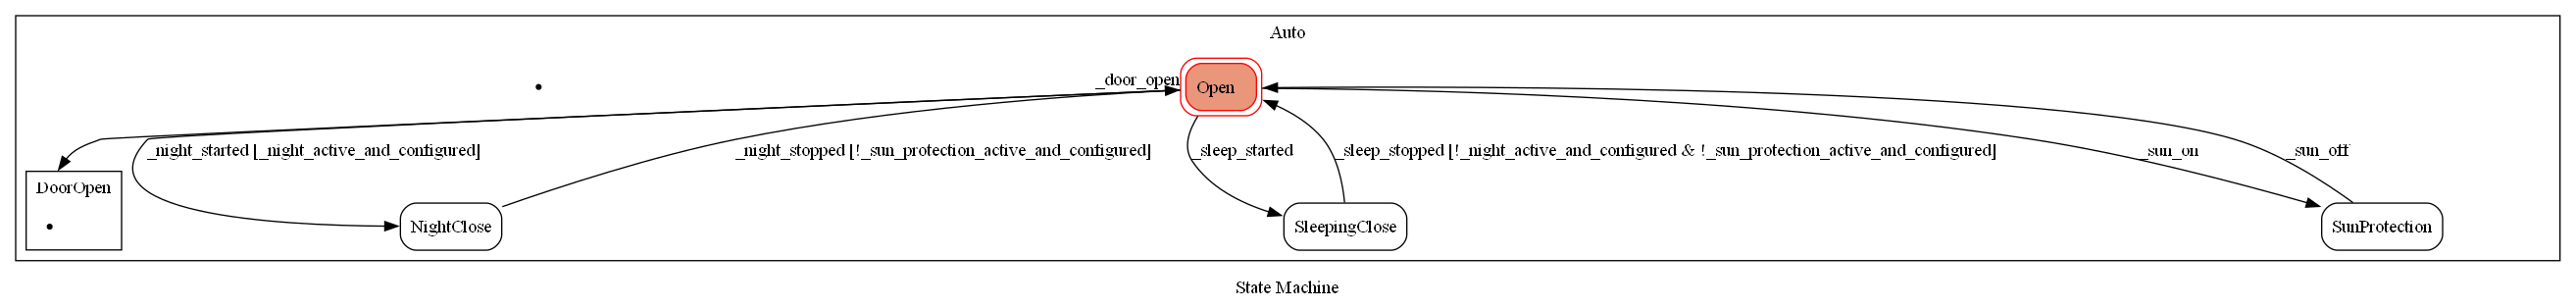 Auto
_door_open
Open
_night_started [_night_active_and_configured]
_night_stopped [!_sun_protection_active_and_configured]
_sleep_started
_sleep_stopped [!_night_active_and_configured & !_sun_protection_active_and_configured]
_sun_on
_sun_off
DoorOpen
NightClose
SleepingClose
SunProtection
State Machine